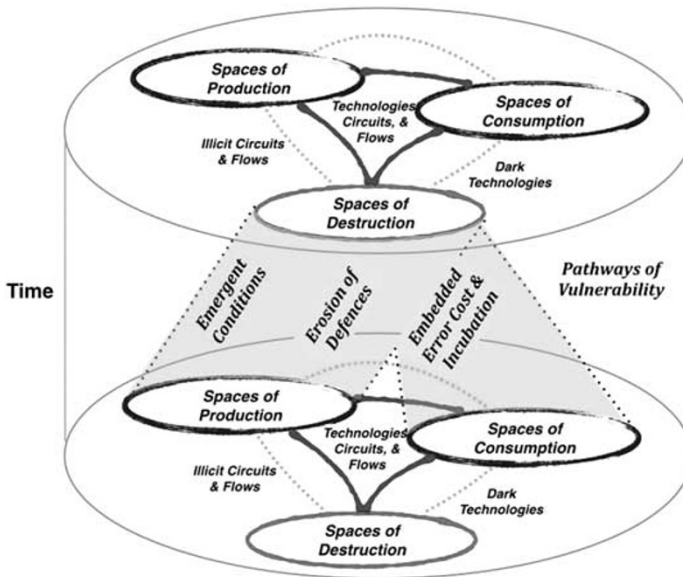 Spaces of
Production
Technologies
Circuits, &
Flows
Spaces of
Consumption
Illicit Circuits
& Flows
Dark
Technologies
Spaces of
Destruction
Time
Emergent
Conditions
Erosion of
Defences
Embedded
Error Cost &
Incubation
Pathways of
Vulnerability
Spaces of
Production
Technologies
Circuits, &
Flows
Spaces of
Consumption
Illicit Circuits
& Flows
Dark
Technologies
Spaces of
Destruction